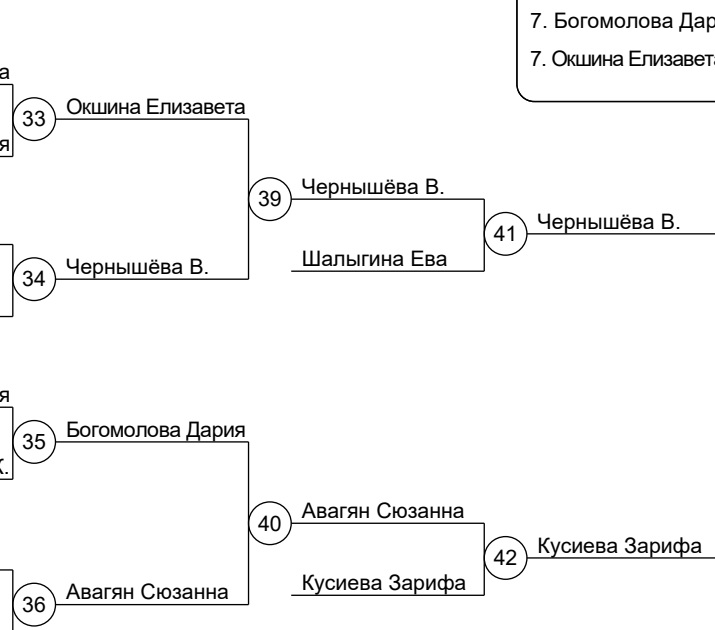 7. Богомолова Дар
7. Окшина Елизавета
а
33 Окшина Елизавета
я
39 Чернышёва В.
41 Чернышёва В.
Шалыгина Ева
34 Чернышёва В.
я
35 Богомолова Дария
К.
40 Авагян Сюзанна
42 Кусиева Зарифа
Кусиева Зарифа
36 Авагян Сюзанна